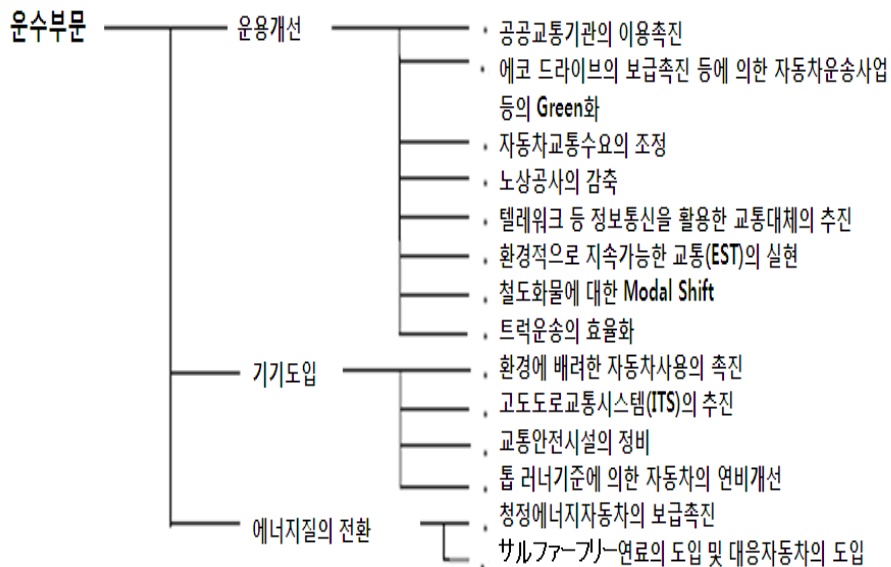 운수부문
운용개선
· 공공교통기관의 이용촉진
· 에코 드라이브의 보급촉진 등에 의한 자동차운송사업
등의 Green화
· 자동차교통수요의 조정
· 노상공사의 감축
· 텔레워크 등 정보통신을 활용한 교통대체의 추진
· 환경적으로 지속가능한 교통(EST)의 실현
· 철도화물에 대한 Modal Shift
· 트럭운송의 효율화
기기도입
· 환경에 배려한 자동차사용의 촉진
· 고도도로교통시스템(ITS)의 추진
· 교통안전시설의 정비
· 톱 러너기준에 의한 자동차의 연비개선
에너지질의 전환
· 청정에너지자동차의 보급촉진
· サルファーフリー연료의 도입 및 대응자동차의 도입